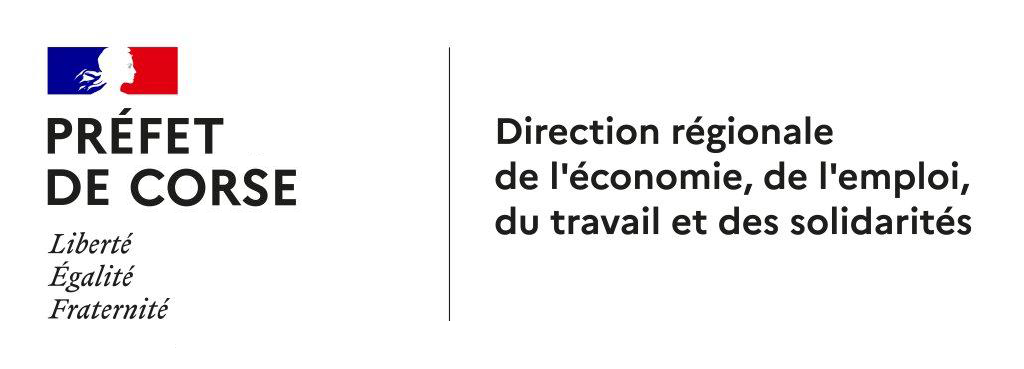 PRÉFET
DE CORSE
Liberté
Égalité
Fraternité
Direction régionale
de l'économie, de l'emploi,
du travail et des solidarités